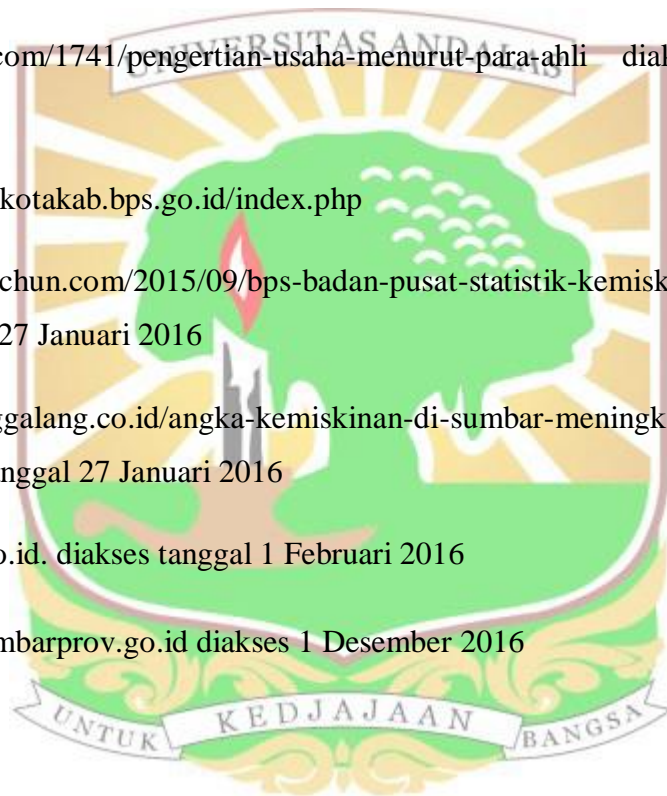 UNIVERSITAS ANDALAS
com/1741/pengertian-usaha-menurut-para-ahli diak
kotakab.bps.go.id/index.php
chun.com/2015/09/bps-badan-pusat-statistik-kemisk
27 Januari 2016
ggalang.co.id/angka-kemiskinan-di-sumbar-meningk
nggal 27 Januari 2016
o.id. diakses tanggal 1 Februari 2016
mbarprov.go.id diakses 1 Desember 2016
UNTUK KEDJAJAAN BANGSA